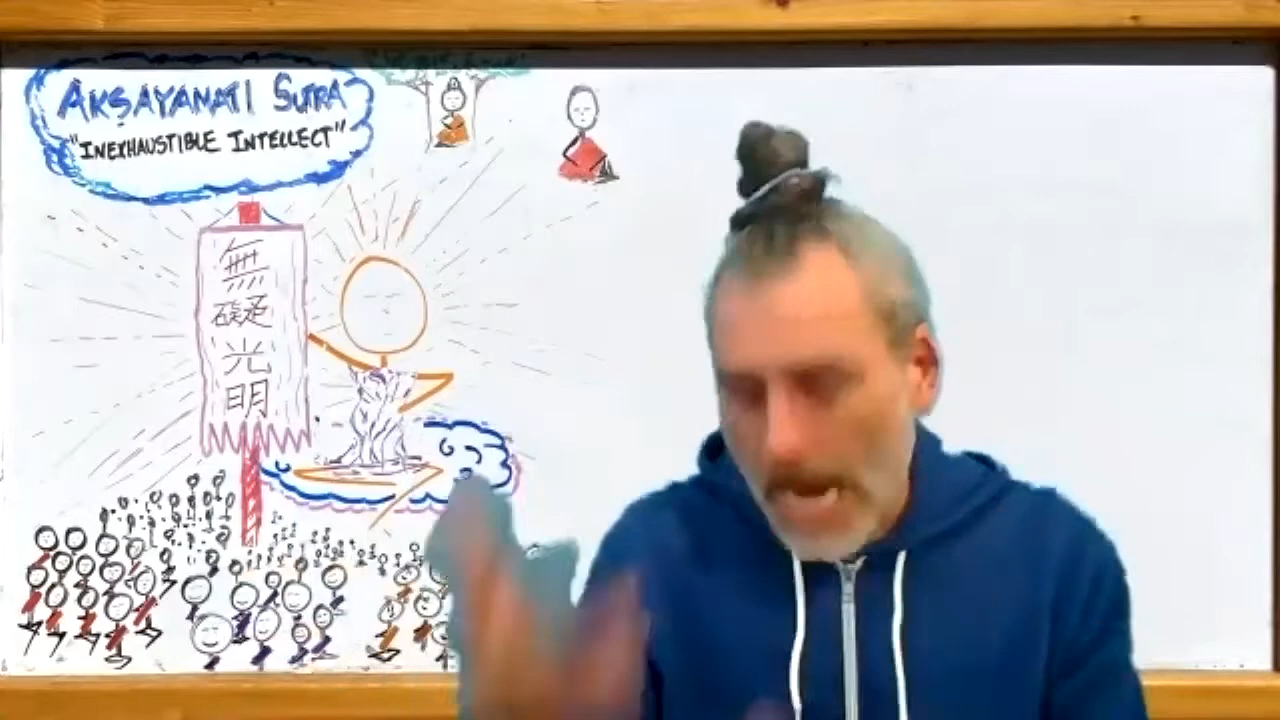 AKṢAYAMATI SUTRA
"INEXHAUSTIBLE INTELLECT"
無
礙
光
明